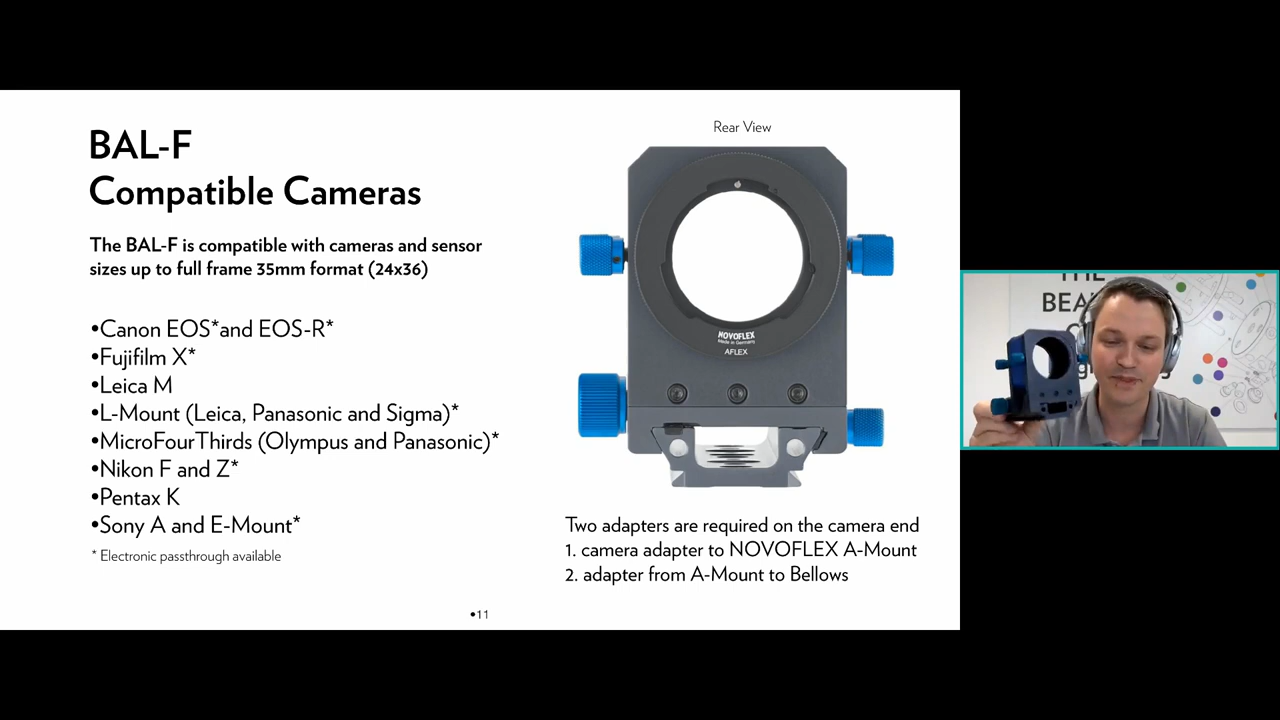 BAL-F
Compatible Cameras
The BAL-F is compatible with cameras and sensor
sizes up to full frame 35mm format (24x36)
•Canon EOS*and EOS-R*
•Fujifilm X*
•Leica M
•L-Mount (Leica, Panasonic and Sigma)*
•MicroFourThirds (Olympus and Panasonic)*
•Nikon F and Z*
•Pentax K
•Sony A and E-Mount*
* Electronic passthrough available
•11
Rear View
NOVOFLEX
Made in Germany
AFLEX
Two adapters are required on the camera end
1. camera adapter to NOVOFLEX A-Mount
2. adapter from A-Mount to Bellows
THE